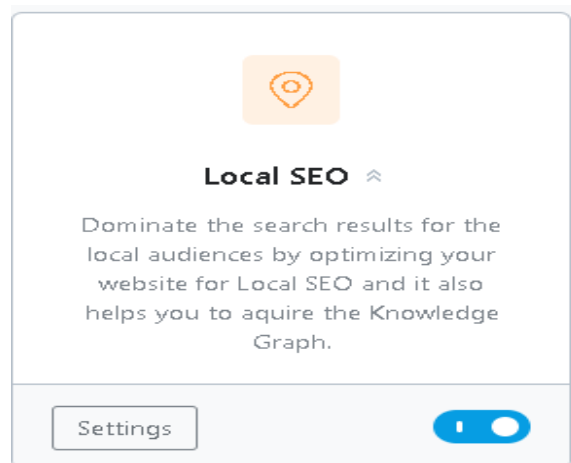 Local SEO
Dominate the search results for the
local audiences by optimizing your
website for Local SEO and it also
helps you to aquire the Knowledge
Graph.
Settings